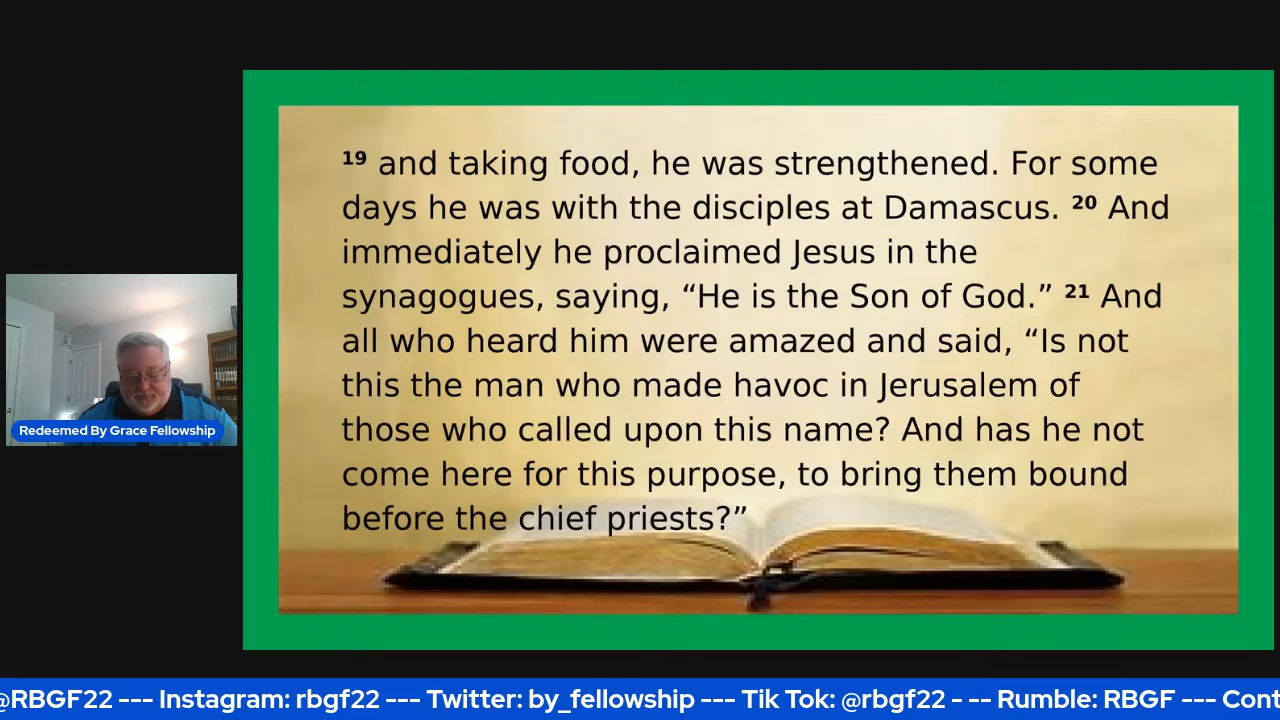 ¹⁹ and taking food, he was strengthened. For some
days he was with the disciples at Damascus. ²⁰ And
immediately he proclaimed Jesus in the
synagogues, saying, “He is the Son of God.” ²¹ And
all who heard him were amazed and said, “Is not
this the man who made havoc in Jerusalem of
those who called upon this name? And has he not
come here for this purpose, to bring them bound
before the chief priests?”
Redeemed By Grace Fellowship
@RBGF22 --- Instagram: rbgf22 --- Twitter: by_fellowship --- Tik Tok: @rbgf22 - -- Rumble: RBGF --- Cont